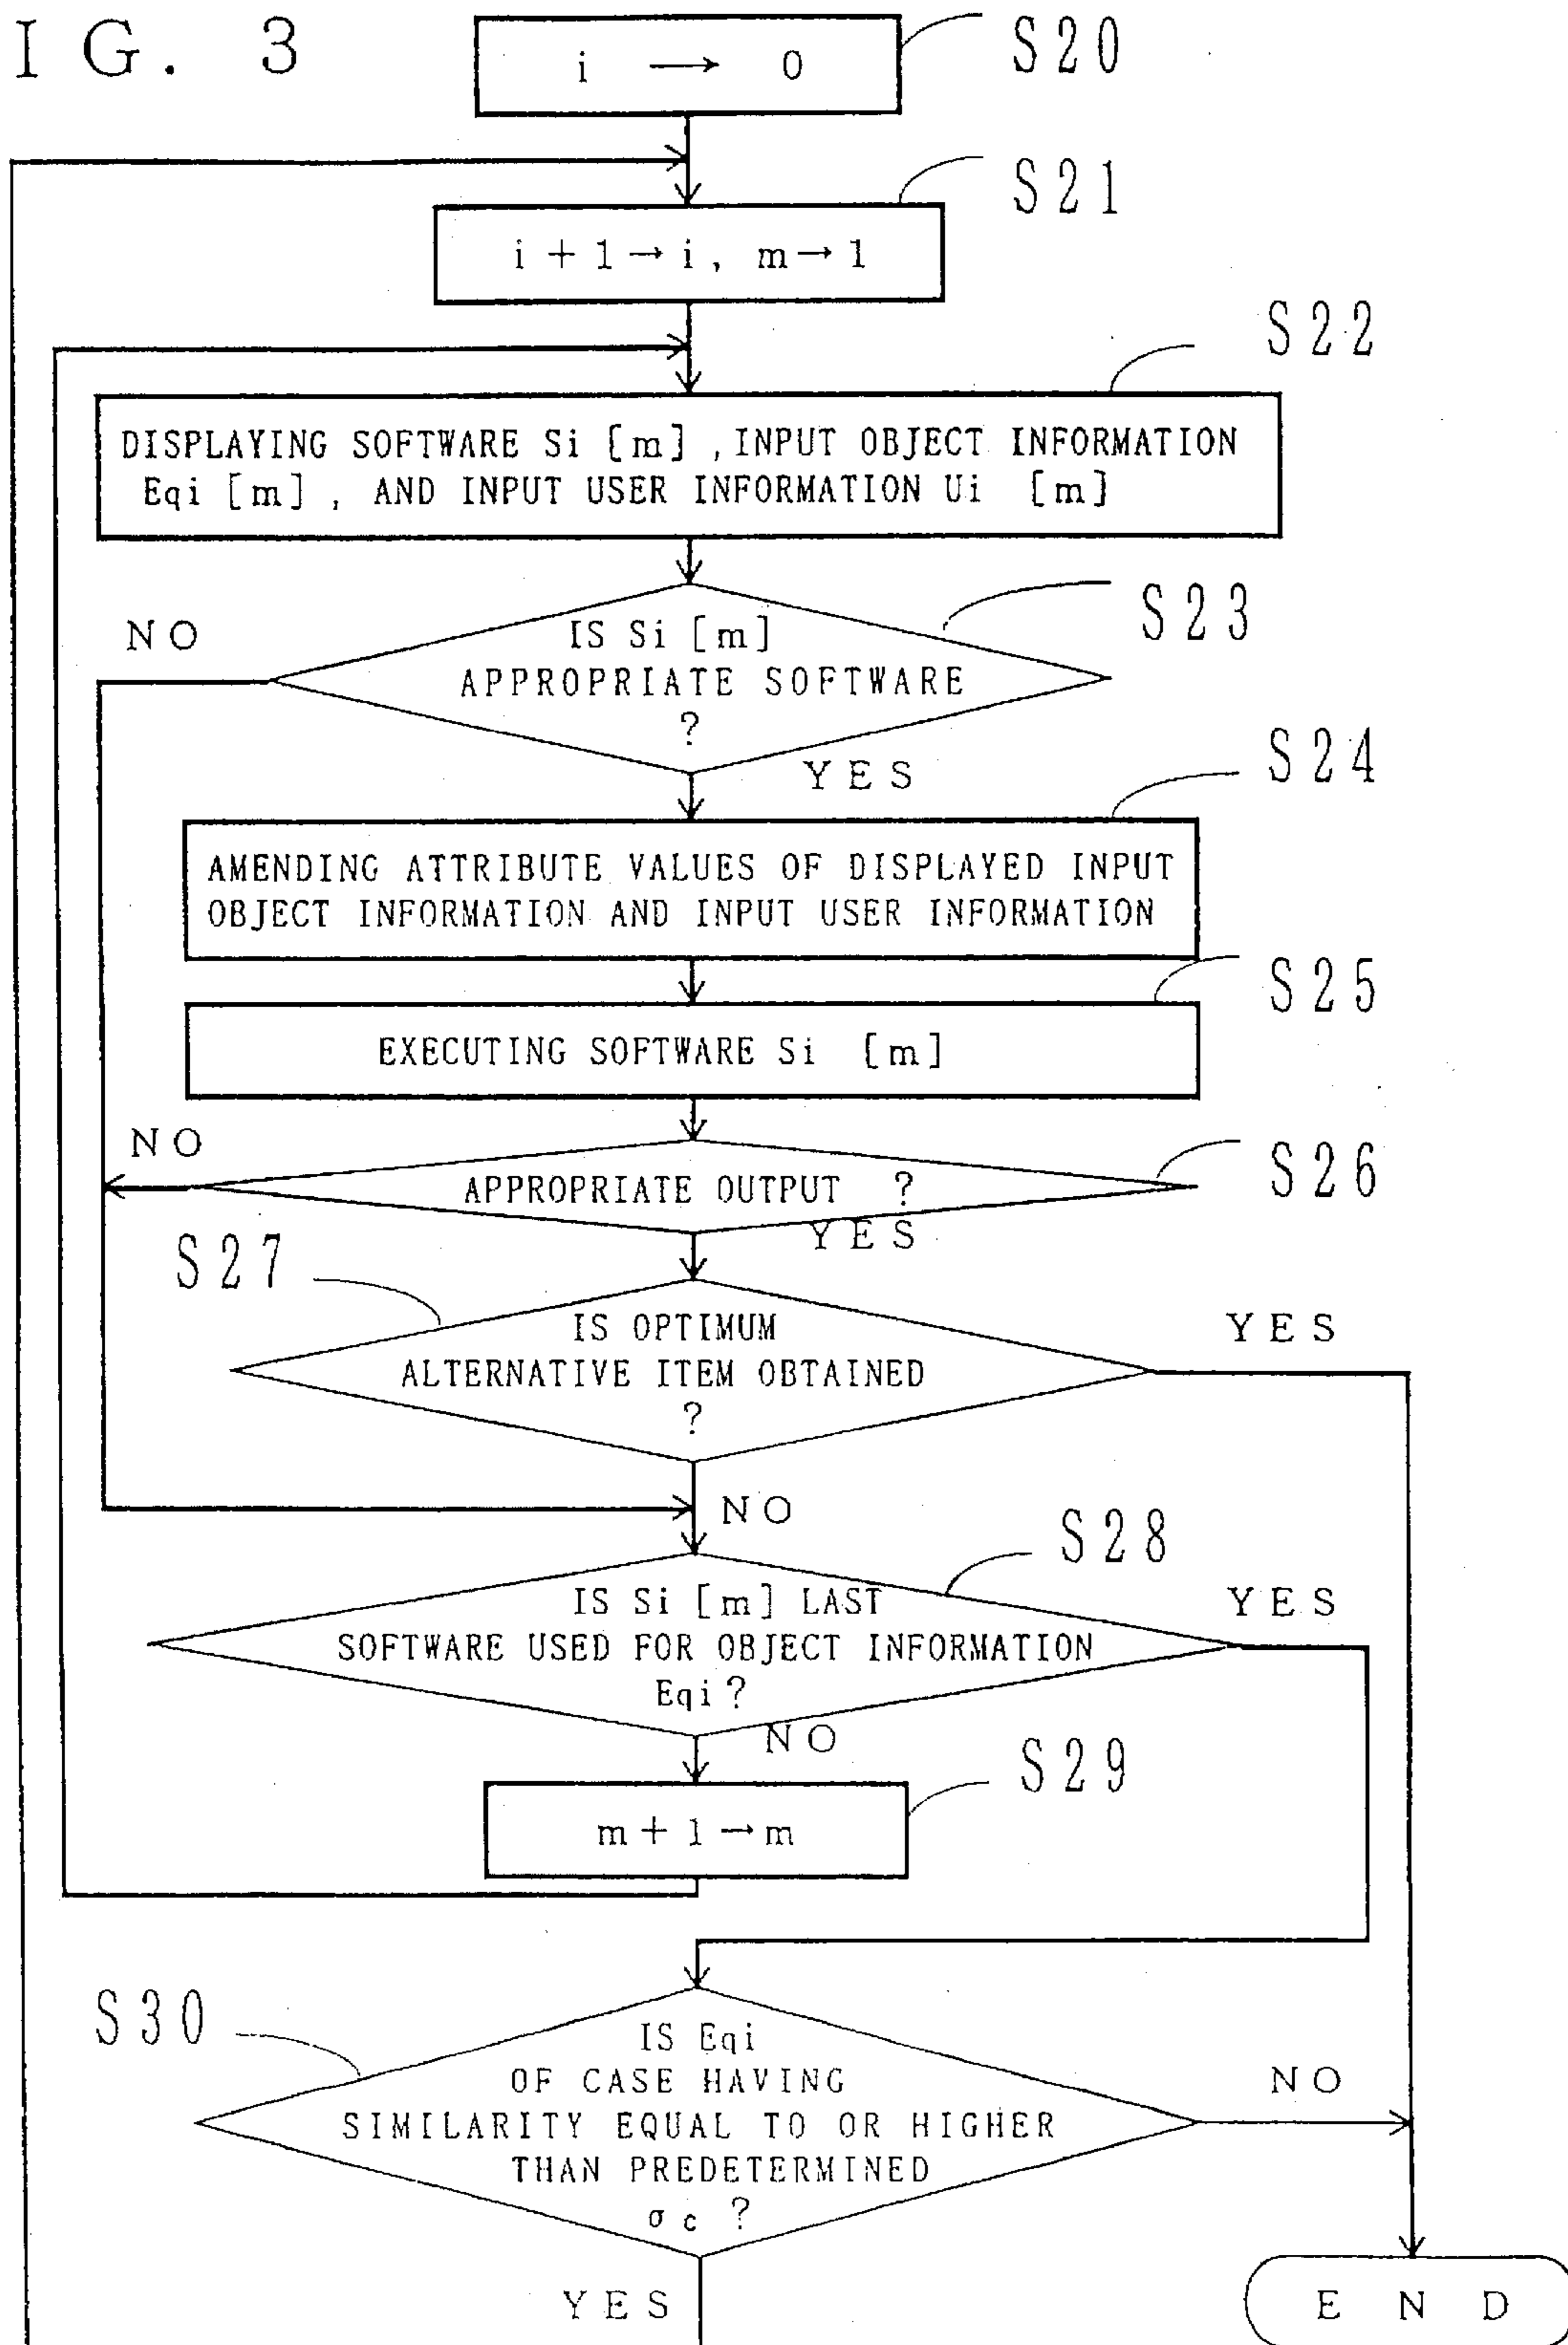 IG. 3
i → 0
S20
S21
i + 1 → i, m → 1
S22
DISPLAYING SOFTWARE Si [m] , INPUT OBJECT INFORMATION
Eqi [m] , AND INPUT USER INFORMATION Ui [m]
S23
NO
IS Si [m]
APPROPRIATE SOFTWARE
?
YES
S24
AMENDING ATTRIBUTE VALUES OF DISPLAYED INPUT
OBJECT INFORMATION AND INPUT USER INFORMATION
S25
EXECUTING SOFTWARE Si [m]
NO
S26
APPROPRIATE OUTPUT ?
YES
S27
IS OPTIMUM
ALTERNATIVE ITEM OBTAINED
?
YES
NO
S28
IS Si [m] LAST
SOFTWARE USED FOR OBJECT INFORMATION
Eqi ?
YES
NO
S29
m + 1 → m
S30
IS Eqi
OF CASE HAVING
SIMILARITY EQUAL TO OR HIGHER
THAN PREDETERMINED
σc ?
NO
YES
END